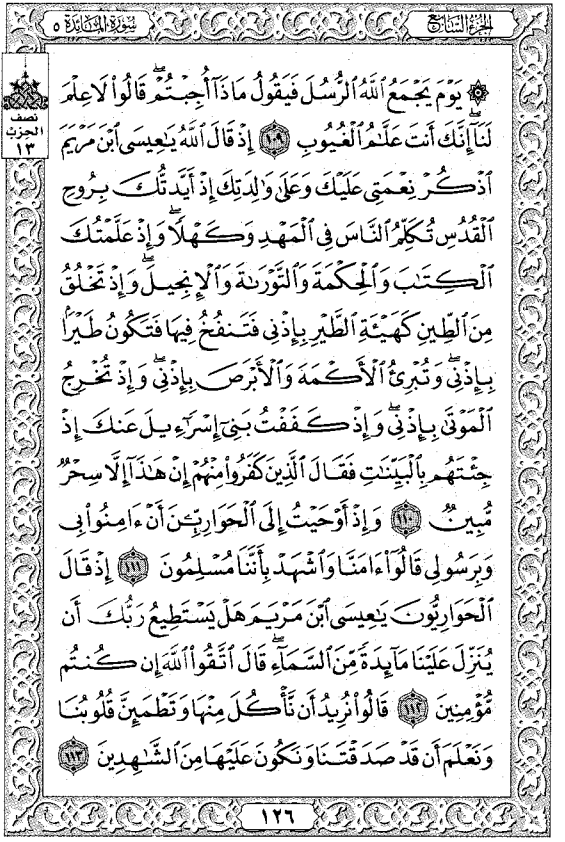 الجزء السابع
سورة المائدة ٥
نصف
الحزب
١٣
۞ يَوْمَ يَجْمَعُ ٱللَّهُ ٱلرُّسُلَ فَيَقُولُ مَاذَآ أُجِبْتُمْ ۖ قَالُوا۟ لَا عِلْمَ
لَنَآ ۖ إِنَّكَ أَنتَ عَلَّٰمُ ٱلْغُيُوبِ ١٠٩ إِذْ قَالَ ٱللَّهُ يَٰعِيسَى ٱبْنَ مَرْيَمَ
ٱذْكُرْ نِعْمَتِى عَلَيْكَ وَعَلَىٰ وَٰلِدَتِكَ إِذْ أَيَّدتُّكَ بِرُوحِ
ٱلْقُدُسِ تُكَلِّمُ ٱلنَّاسَ فِى ٱلْمَهْدِ وَكَهْلًا ۖ وَإِذْ عَلَّمْتُكَ
ٱلْكِتَٰبَ وَٱلْحِكْمَةَ وَٱلتَّوْرَىٰةَ وَٱلْإِنجِيلَ ۖ وَإِذْ تَخْلُقُ
مِنَ ٱلطِّينِ كَهَيْـَٔةِ ٱلطَّيْرِ بِإِذْنِى فَتَنفُخُ فِيهَا فَتَكُونُ طَيْرًۢا
بِإِذْنِى ۖ وَتُبْرِئُ ٱلْأَكْمَهَ وَٱلْأَبْرَصَ بِإِذْنِى ۖ وَإِذْ تُخْرِجُ
ٱلْمَوْتَىٰ بِإِذْنِى ۖ وَإِذْ كَفَفْتُ بَنِىٓ إِسْرَٰٓءِيلَ عَنكَ إِذْ
جِئْتَهُم بِٱلْبَيِّنَٰتِ فَقَالَ ٱلَّذِينَ كَفَرُوا۟ مِنْهُمْ إِنْ هَٰذَآ إِلَّا سِحْرٌ
مُّبِينٌ ١١٠ وَإِذْ أَوْحَيْتُ إِلَى ٱلْحَوَارِيِّۦنَ أَنْ ءَامِنُوا۟ بِى
وَبِرَسُولِى قَالُوٓا۟ ءَامَنَّا وَٱشْهَدْ بِأَنَّنَا مُسْلِمُونَ ١١١ إِذْ قَالَ
ٱلْحَوَارِيُّونَ يَٰعِيسَى ٱبْنَ مَرْيَمَ هَلْ يَسْتَطِيعُ رَبُّكَ أَن
يُنَزِّلَ عَلَيْنَا مَآئِدَةً مِّنَ ٱلسَّمَآءِ ۖ قَالَ ٱتَّقُوا۟ ٱللَّهَ إِن كُنتُم
مُّؤْمِنِينَ ١١٢ قَالُوا۟ نُرِيدُ أَن نَّأْكُلَ مِنْهَا وَتَطْمَئِنَّ قُلُوبُنَا
وَنَعْلَمَ أَن قَدْ صَدَقْتَنَا وَنَكُونَ عَلَيْهَا مِنَ ٱلشَّٰهِدِينَ ١١٣
١٢٦